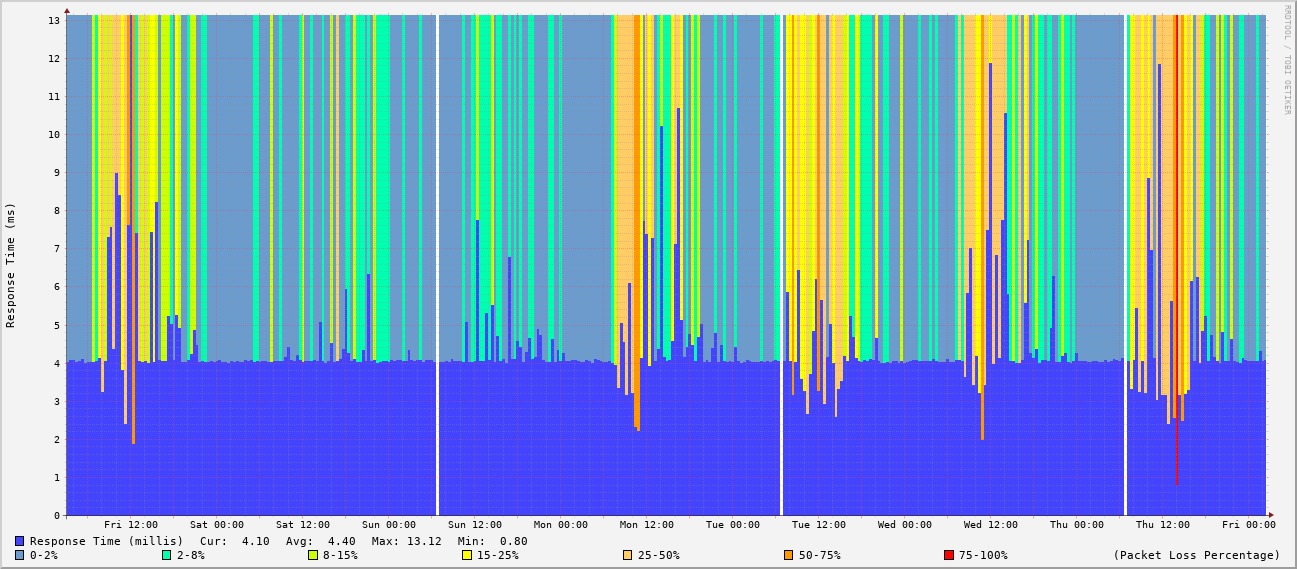 RRDTOOL / TOBI OETIKER
Response Time (ms)
13
12
11
10
9
8
7
6
5
4
3
2
1
0
Fri 12:00 Sat 00:00 Sat 12:00 Sun 00:00 Sun 12:00 Mon 00:00 Mon 12:00 Tue 00:00 Tue 12:00 Wed 00:00 Wed 12:00 Thu 00:00 Thu 12:00 Fri 00:00
Response Time (millis) Cur: 4.10 Avg: 4.40 Max: 13.12 Min: 0.80
0-2% 2-8% 8-15% 15-25% 25-50% 50-75% 75-100% (Packet Loss Percentage)